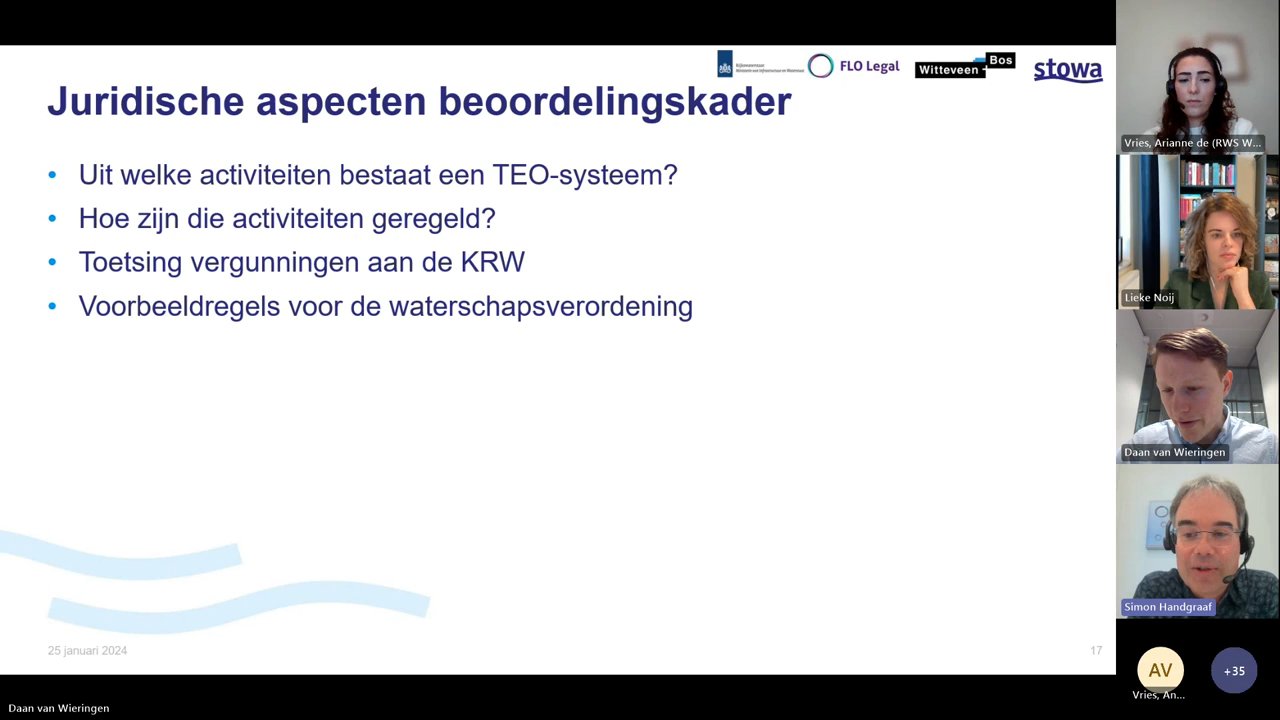 FLO Legal
Witteveen+Bos
stowa
Juridische aspecten beoordelingskader
• Uit welke activiteiten bestaat een TEO-systeem?
• Hoe zijn die activiteiten geregeld?
• Toetsing vergunningen aan de KRW
• Voorbeeldregels voor de waterschapsverordening
25 januari 2024
17
Daan van Wieringen
Vries, Arianne de (RWS W...
Lieke Noij
Daan van Wieringen
Simon Handgraaf
AV
Vries, An...
+35